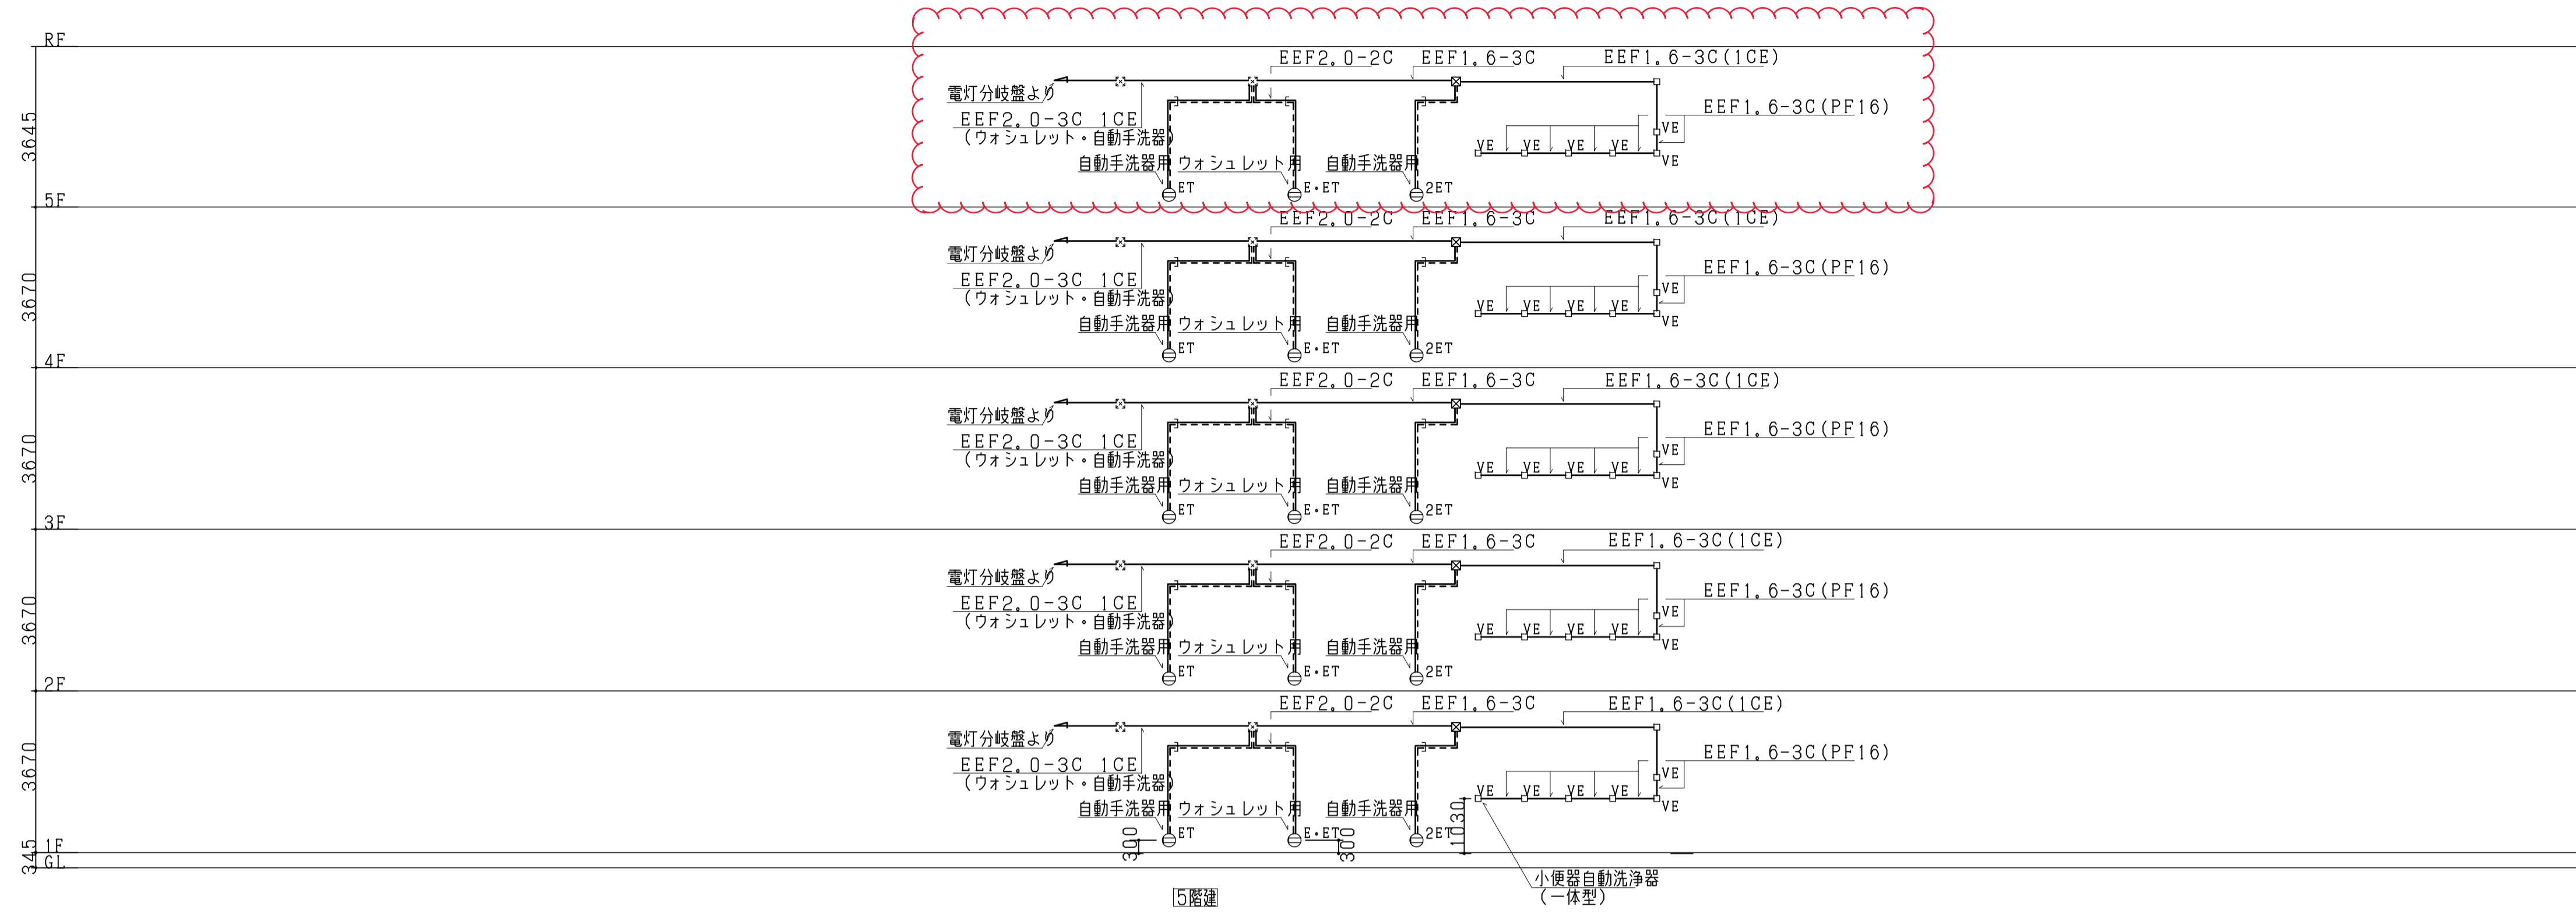 RF
EEF2.0-2C EEF1.6-3C EEF1.6-3C(1CE)
電灯分岐盤より
EEF1.6-3C(PF16)
EEF2.0-3C 1CE
(ウォシュレット・自動手洗器)
VE
VE VE VE VE
VE
自動手洗器用 ウォシュレット用 自動手洗器用
ET E・ET 2ET
3645
5F
EEF2.0-2C EEF1.6-3C EEF1.6-3C(1CE)
電灯分岐盤より
EEF1.6-3C(PF16)
EEF2.0-3C 1CE
(ウォシュレット・自動手洗器)
VE
VE VE VE VE
VE
自動手洗器用 ウォシュレット用 自動手洗器用
ET E・ET 2ET
3670
4F
EEF2.0-2C EEF1.6-3C EEF1.6-3C(1CE)
電灯分岐盤より
EEF1.6-3C(PF16)
EEF2.0-3C 1CE
(ウォシュレット・自動手洗器)
VE
VE VE VE VE
VE
自動手洗器用 ウォシュレット用 自動手洗器用
ET E・ET 2ET
3670
3F
EEF2.0-2C EEF1.6-3C EEF1.6-3C(1CE)
電灯分岐盤より
EEF1.6-3C(PF16)
EEF2.0-3C 1CE
(ウォシュレット・自動手洗器)
VE
VE VE VE VE
VE
自動手洗器用 ウォシュレット用 自動手洗器用
ET E・ET 2ET
3670
2F
EEF2.0-2C EEF1.6-3C EEF1.6-3C(1CE)
電灯分岐盤より
EEF1.6-3C(PF16)
EEF2.0-3C 1CE
(ウォシュレット・自動手洗器)
VE
VE VE VE VE
VE
自動手洗器用 ウォシュレット用 自動手洗器用
ET E・ET 2ET
3670
300 300 1030
1F
345
GL
小便器自動洗浄器
(一体型)
5階建